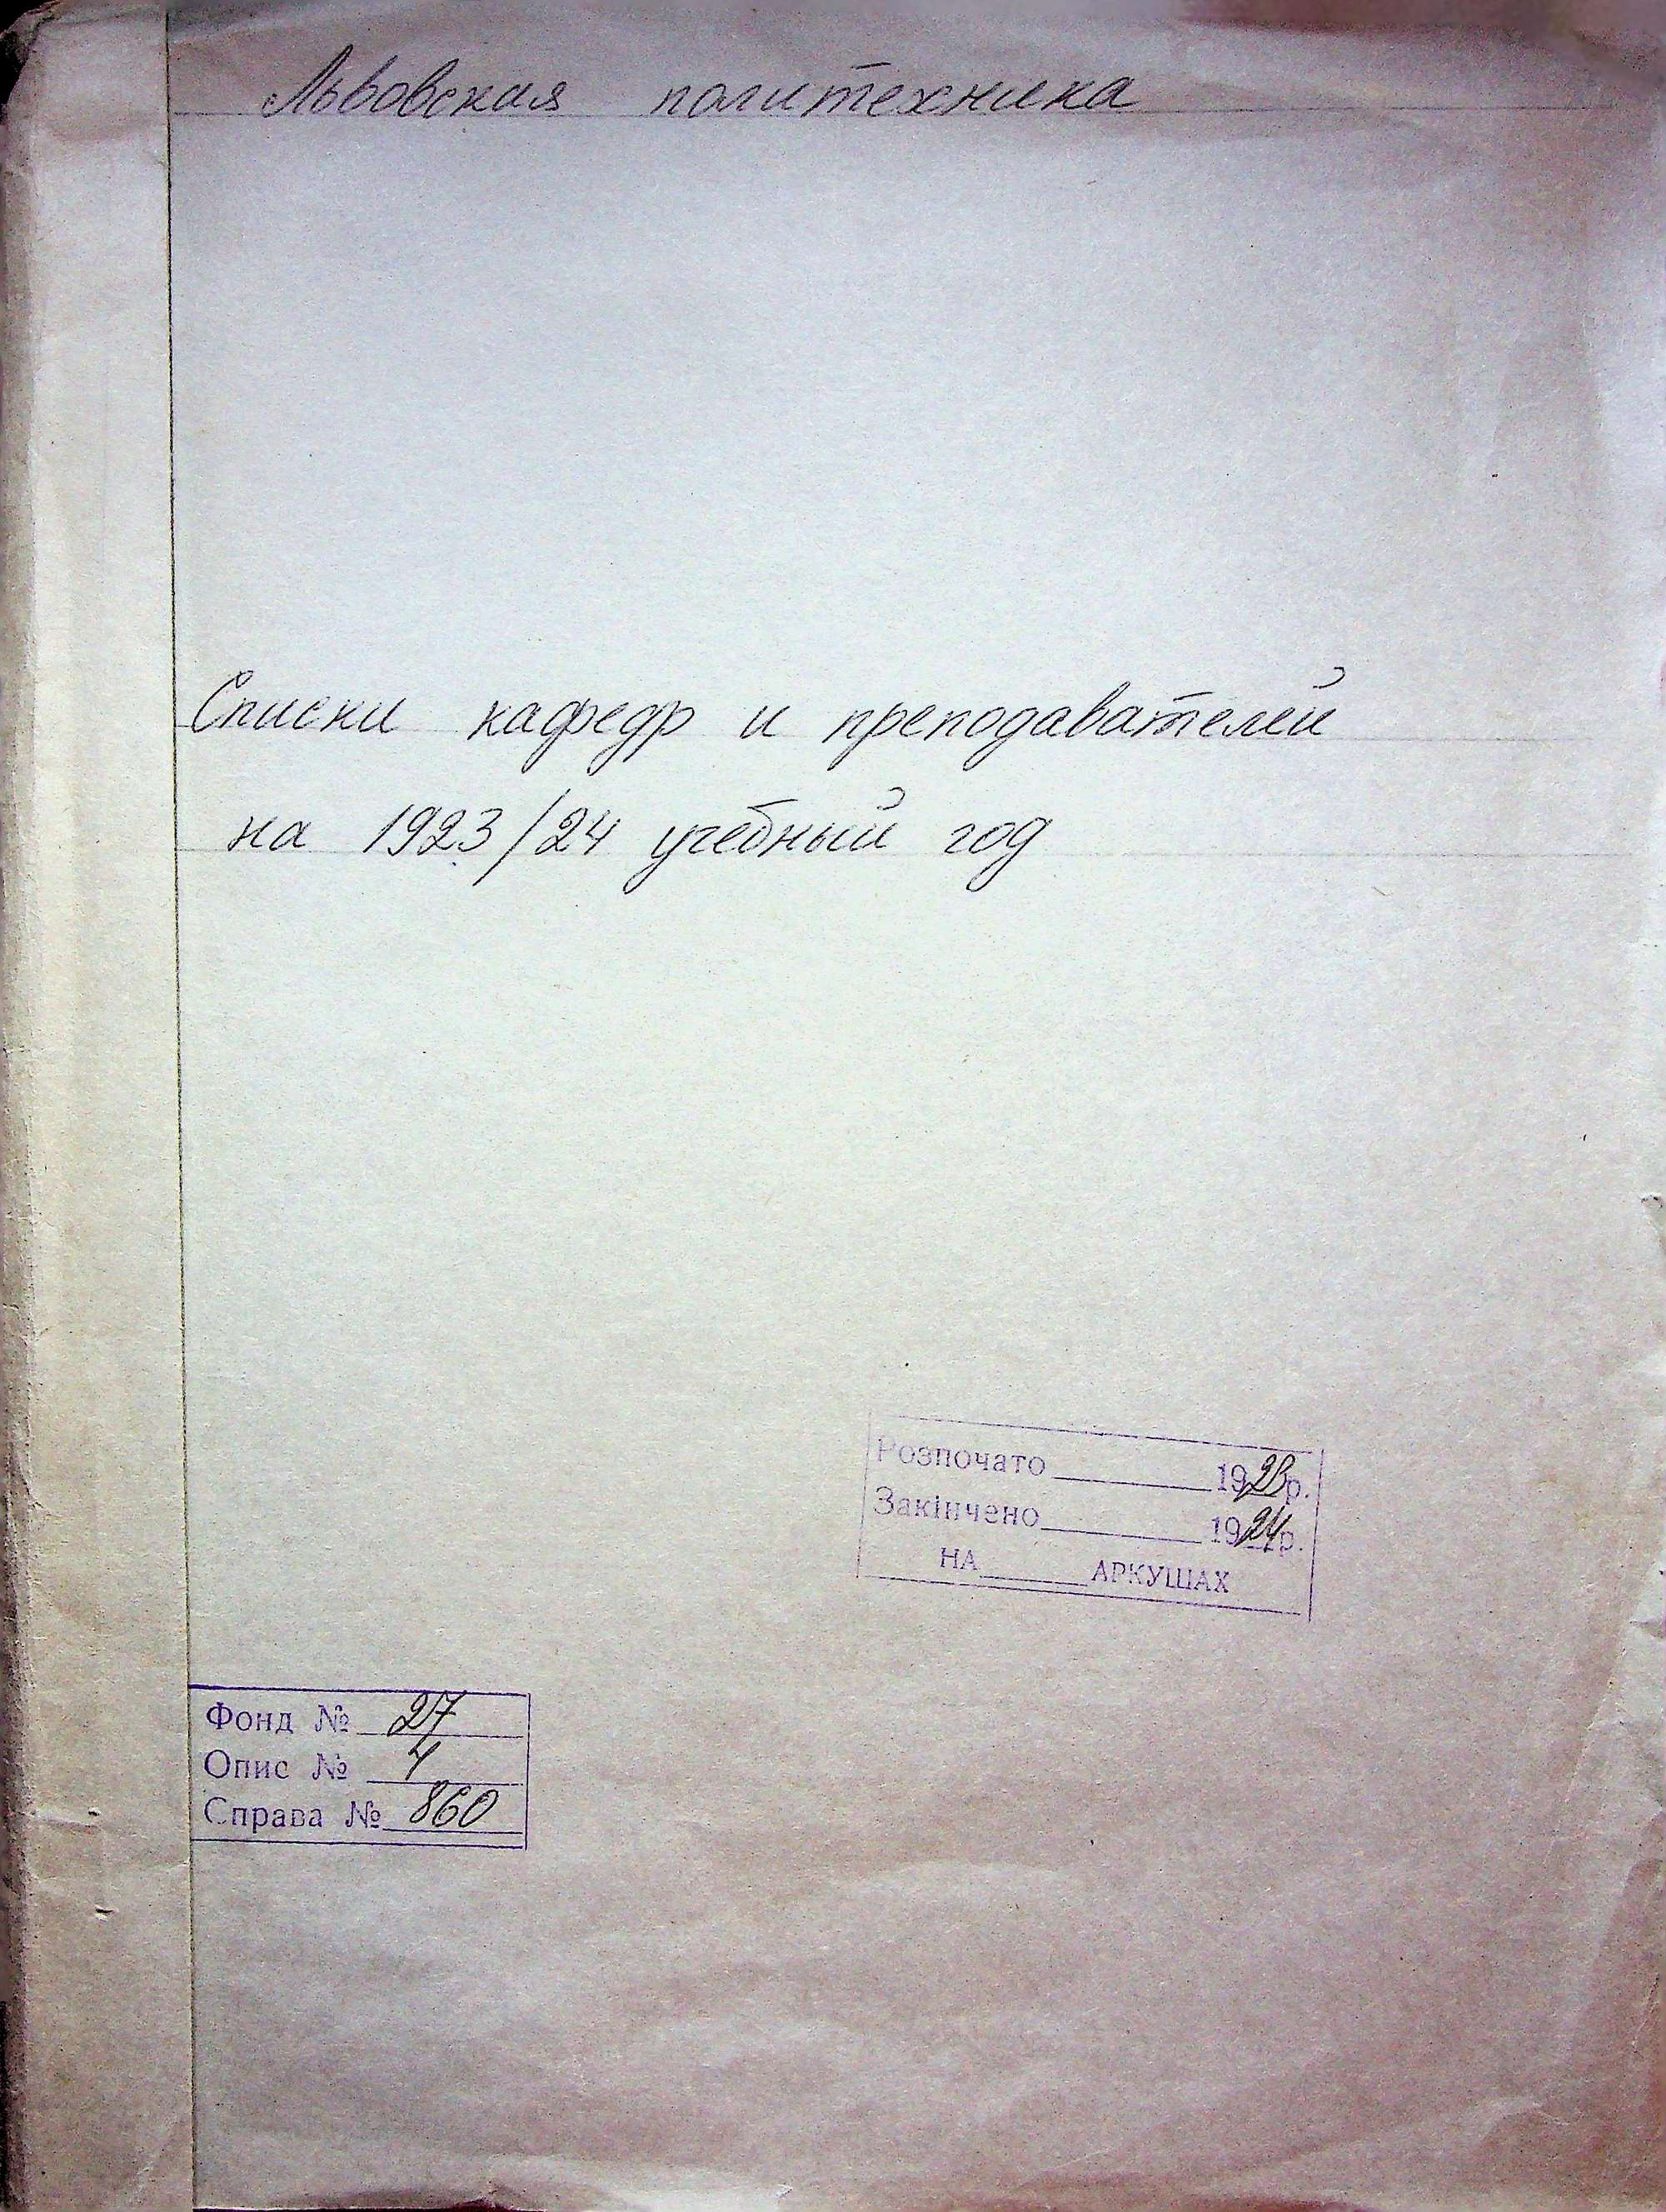 Львовская политехника
Списки кафедр и преподавателей
на 1923/24 учебный год
Розпочато 1923р.
Закінчено 1924р.
НА АРКУШАХ
Фонд № 27
Опис № 4
Справа № 860